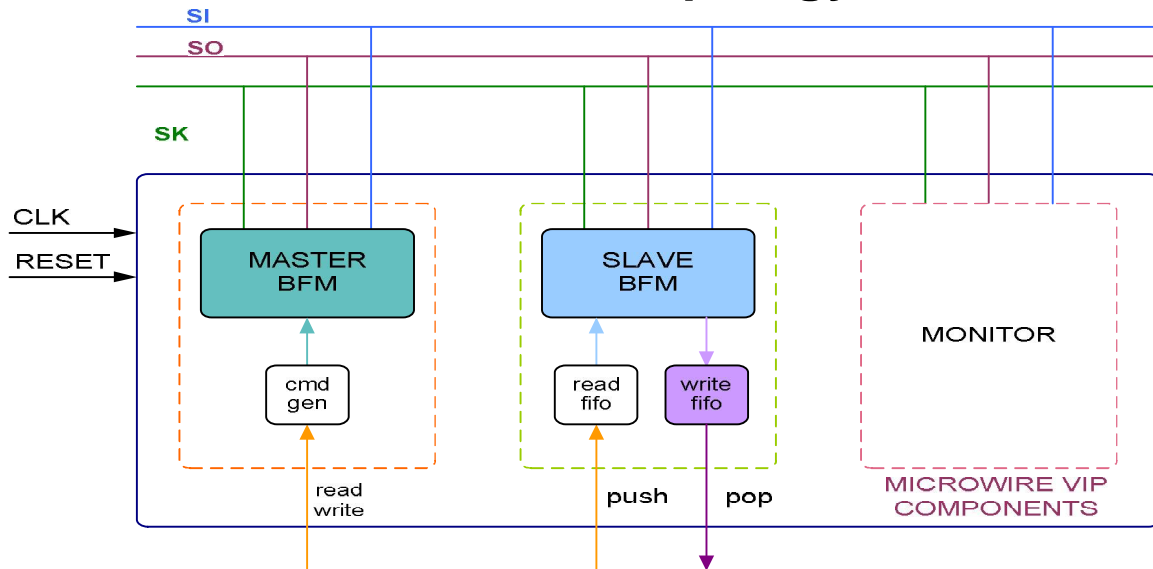 SI
SO
SK
CLK
RESET
MASTER
BFM
SLAVE
BFM
MONITOR
cmd
gen
read
fifo
write
fifo
read
write
push
pop
MICROWIRE VIP
COMPONENTS